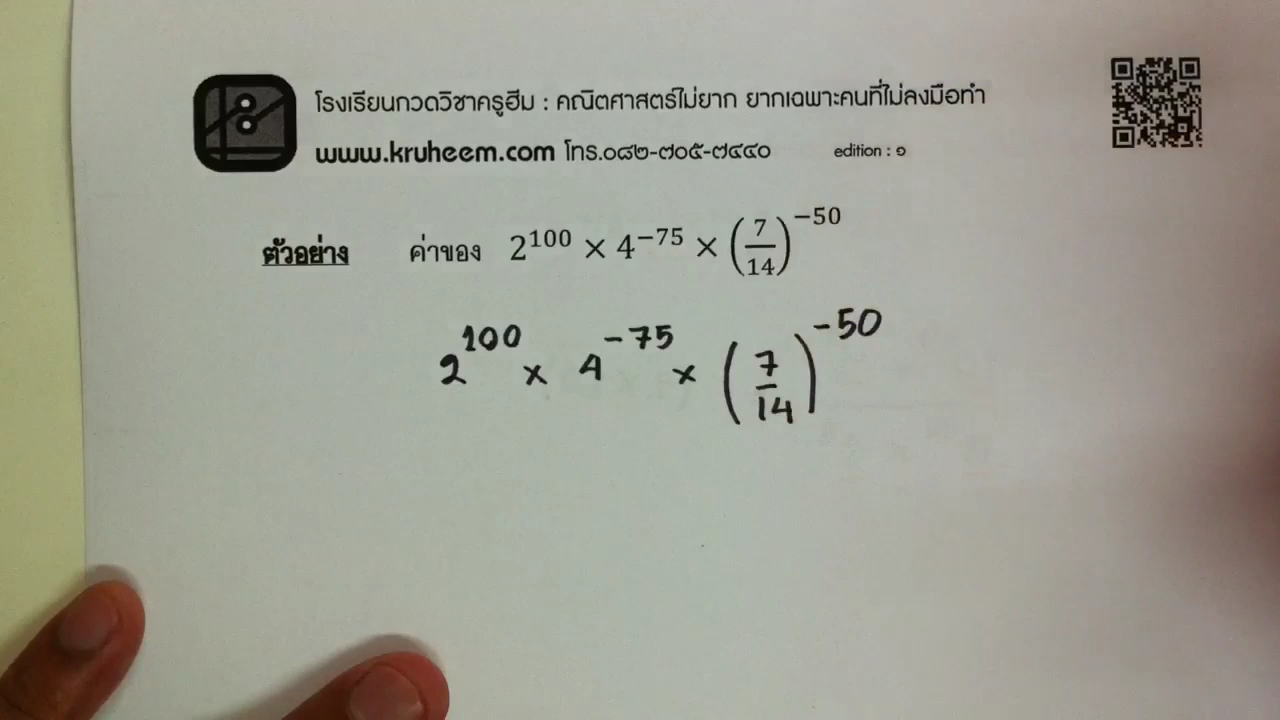 โรงเรียนกวดวิชาครูฮีม : คณิตศาสตร์ไม่ยาก ยากเฉพาะคนที่ไม่ลงมือทำ
www.kruheem.com โทร.๐๘๒-๗๐๕-๗๔๔๐ edition : ๑
ตัวอย่าง ค่าของ 2^100 × 4^−75 × (7/14)^−50
2^100 × 4^−75 × (7/14)^−50